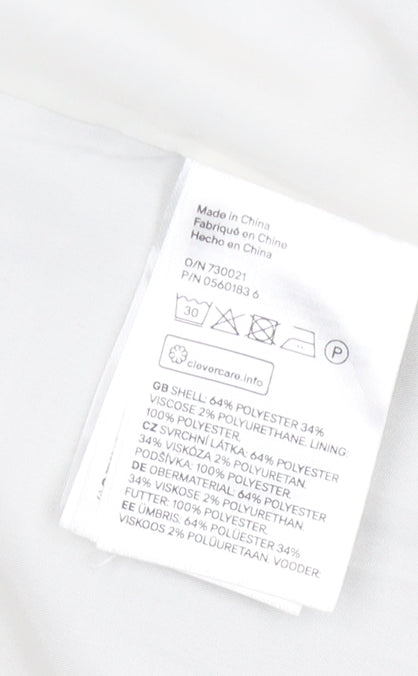 Made in China
Fabriqué en Chine
Hecho en China
O/N 730021
P/N 0560183 6
30
P
clevercare.info
GB SHELL: 64% POLYESTER 34%
VISCOSE 2% POLYURETHANE. LINING:
100% POLYESTER.
CZ SVRCHNÍ LÁTKA: 64% POLYESTER
34% VISKÓZA 2% POLYURETAN.
PODŠÍVKA: 100% POLYESTER.
DE OBERMATERIAL: 64% POLYESTER
34% VISKOSE 2% POLYURETHAN.
FUTTER: 100% POLYESTER.
EE ÜMBRIS: 64% POLÜESTER 34%
VISKOOS 2% POLÜURETAAN. VOODER: